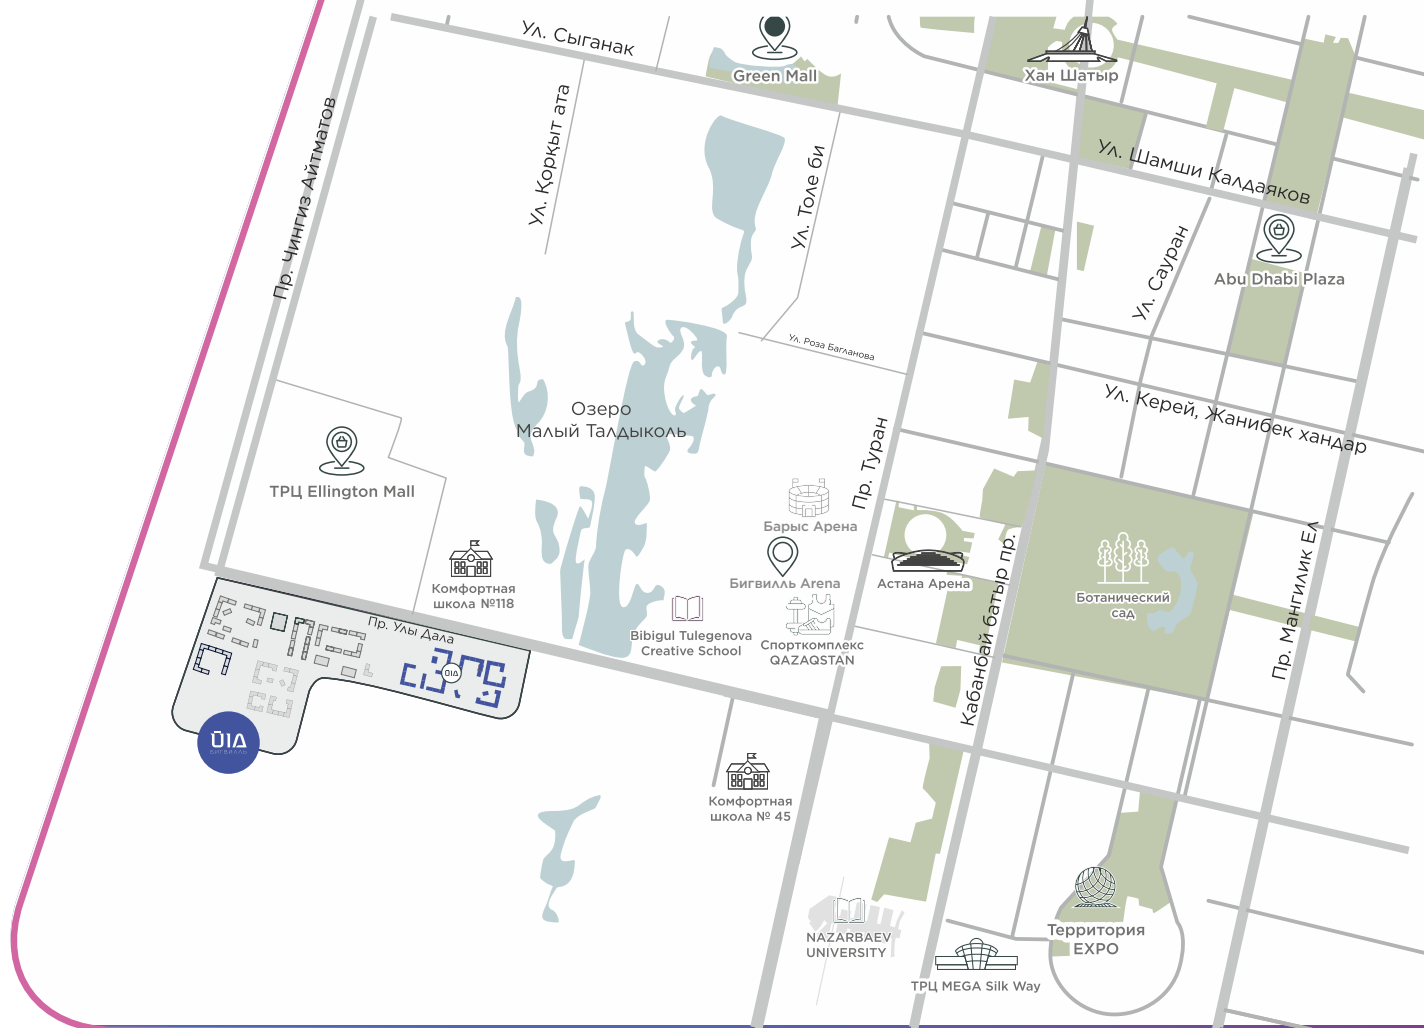 Ул. Сыганак
Green Mall
Хан Шатыр
Пр. Чингиз Айтматов
Ул. Қорқыт ата
Ул. Толе би
Ул. Шамши Калдаяков
Ул. Сауран
Abu Dhabi Plaza
Ул. Роза Багланова
Озеро
Малый Талдыколь
Ул. Керей, Жанибек хандар
Пр. Туран
ТРЦ Ellington Mall
Барыс Арена
Бигвилль Arena
Астана Арена
Кабанбай батыр пр.
Ботанический
сад
Пр. Мангилик Ел
Комфортная
школа №118
Пр. Улы Дала
Bibigul Tulegenova
Creative School
Спорткомплекс
QAZAQSTAN
ŪIΔ
ŪIΔ
БИГВИЛЛЬ
Комфортная
школа № 45
NAZARBAEV
UNIVERSITY
Территория
EXPO
ТРЦ MEGA Silk Way